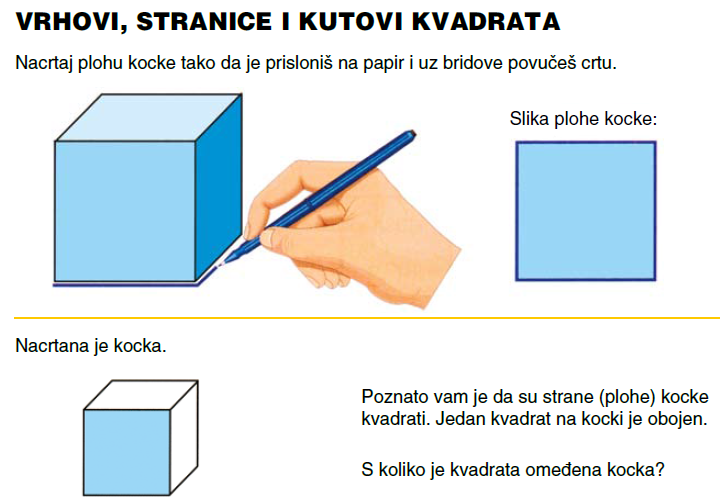 VRHOVI, STRANICE I KUTOVI KVADRATA
Nacrtaj plohu kocke tako da je prisloniš na papir i uz bridove povučeš crtu.
Slika plohe kocke:
Nacrtana je kocka.
Poznato vam je da su strane (plohe) kocke
kvadrati. Jedan kvadrat na kocki je obojen.
S koliko je kvadrata omeđena kocka?